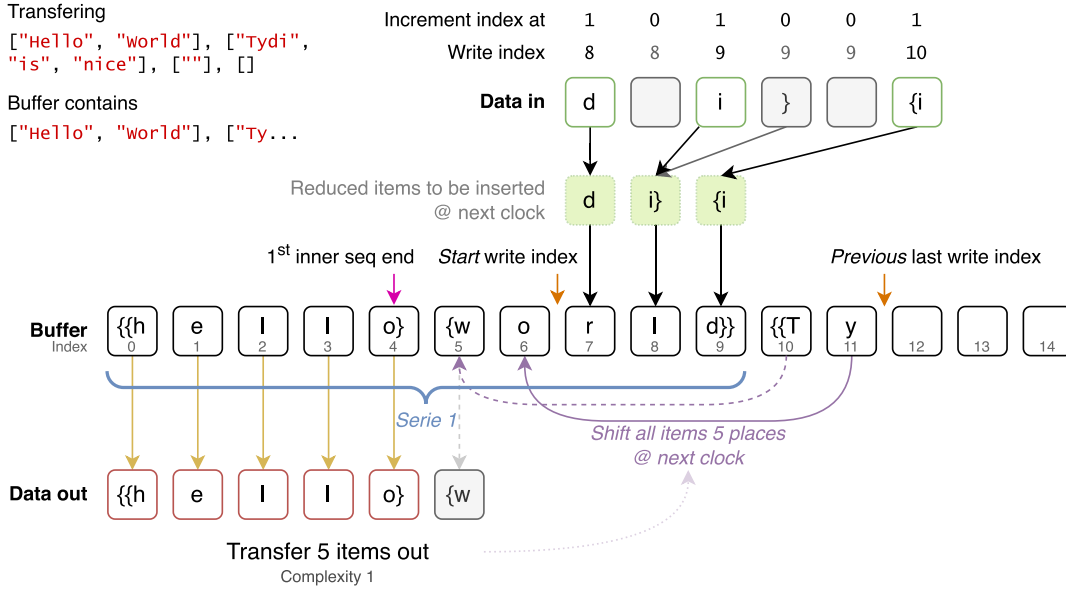 Transfering
["Hello", "World"], ["Tydi",
"is", "nice"], [""], []
Buffer contains
["Hello", "World"], ["Ty...
Increment index at 1 0 1 0 0 1
Write index 8 8 9 9 9 10
Data in d i } {i
Reduced items to be inserted
@ next clock
d i} {i
1st inner seq end Start write index Previous last write index
Buffer {{h e l l o} {w o r l d}} {{T y
Index 0 1 2 3 4 5 6 7 8 9 10 11 12 13 14
Serie 1
Shift all items 5 places
@ next clock
Data out {{h e l l o} {w
Transfer 5 items out
Complexity 1